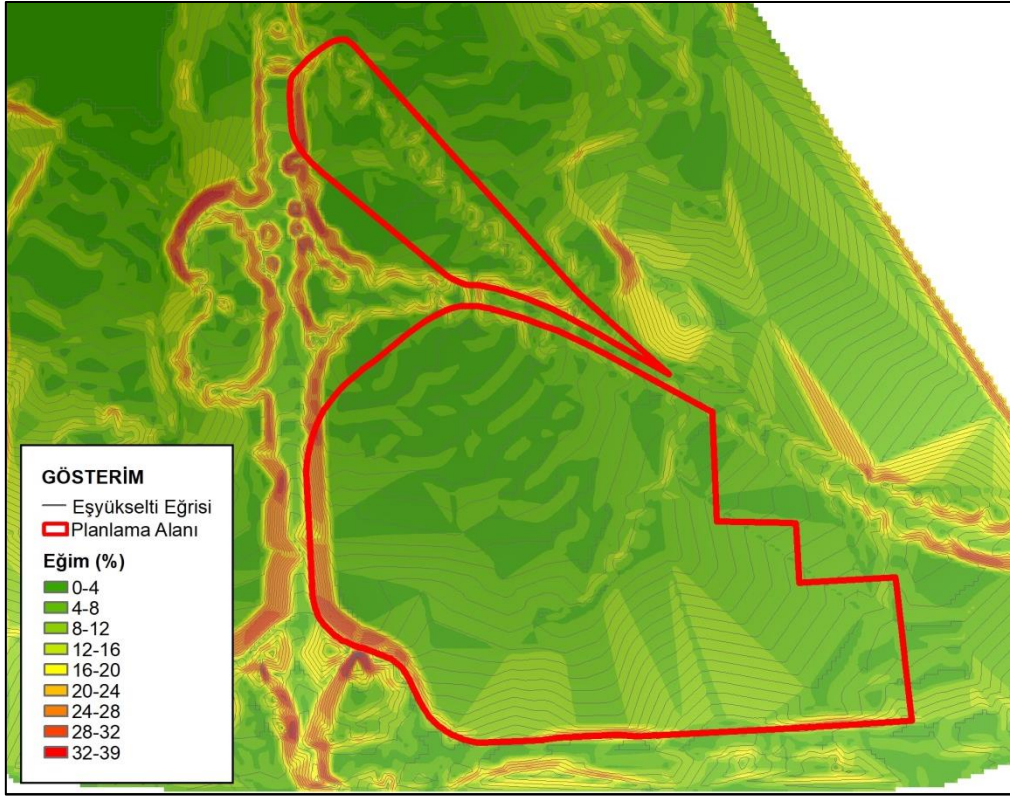 GÖSTERİM
Eşyükselti Eğrisi
Planlama Alanı
Eğim (%)
0-4
4-8
8-12
12-16
16-20
20-24
24-28
28-32
32-39